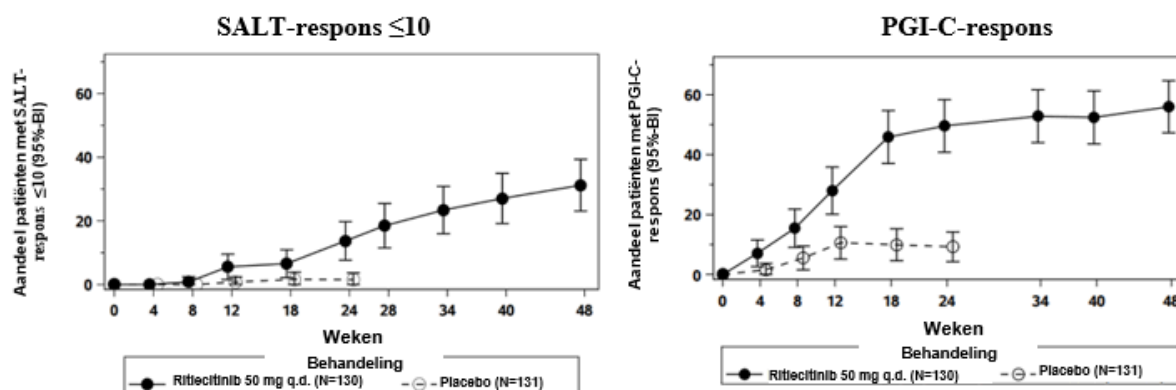 SALT-respons ≤10
Aandeel patiënten met SALT-
respons ≤10 (95%-BI)
60
40
20
0
0 4 8 12 18 24 28 34 40 48
Weken
Behandeling
Ritlecitinib 50 mg q.d. (N=130) Placebo (N=131)
PGI-C-respons
Aandeel patiënten met PGI-C-
respons (95%-BI)
60
40
20
0
0 4 8 12 18 24 34 40 48
Weken
Behandeling
Ritlecitinib 50 mg q.d. (N=130) Placebo (N=131)